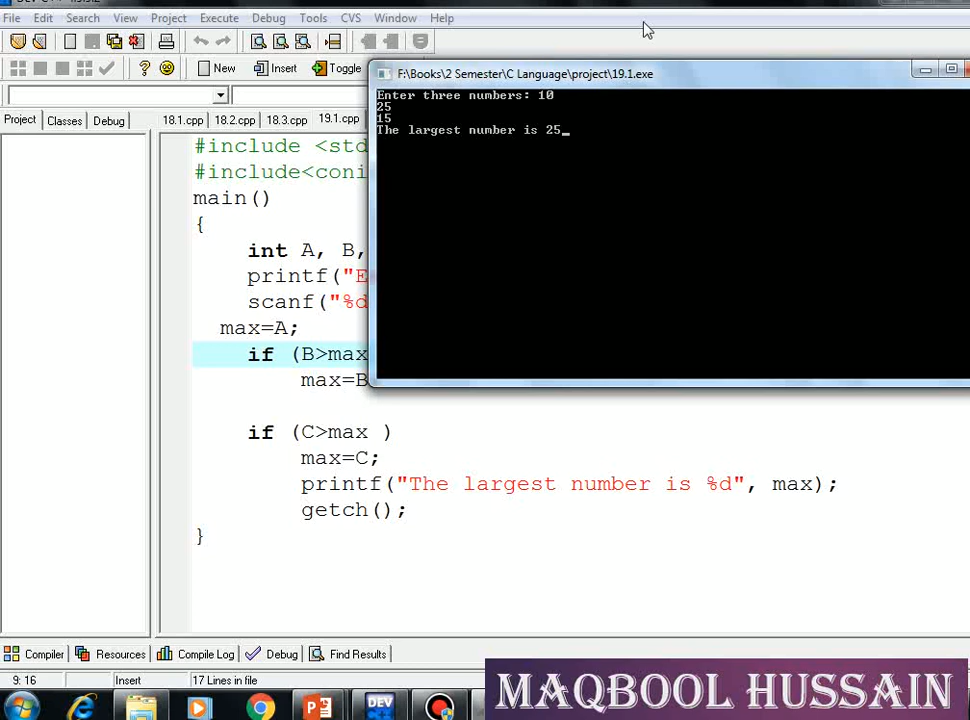 File Edit Search View Project Execute Debug Tools CVS Window Help
New Insert Toggle
F:\Books\2 Semester\C Language\project\19.1.exe
Enter three numbers: 10
25
15
The largest number is 25_
Project Classes Debug
18.1.cpp 18.2.cpp 18.3.cpp 19.1.cpp
#include <std
#include<coni
main()
{
int A, B,
printf("E
scanf("%d
max=A;
if (B>max
max=B
if (C>max )
max=C;
printf("The largest number is %d", max);
getch();
}
Compiler Resources Compile Log Debug Find Results
9: 16 Insert 17 Lines in file
DEV
MAQBOOL HUSSAIN